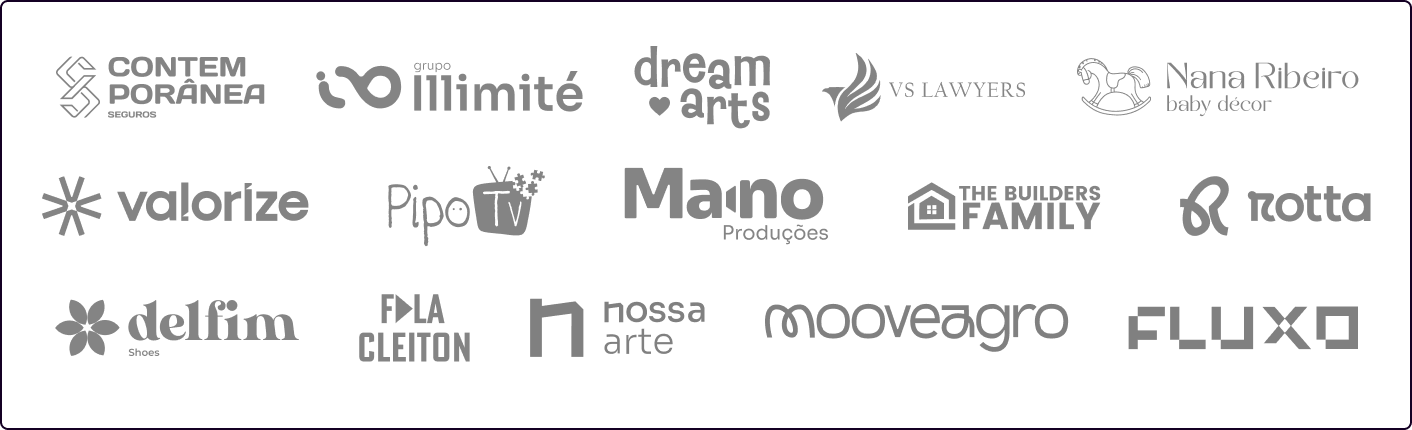 CONTEM
PORÂNEA
SEGUROS
grupo
Illimité
dream
arts
VS LAWYERS
Nana Ribeiro
baby décor
valorize
Pipo TV
Mano
Produções
THE BUILDERS
FAMILY
rotta
delfim
Shoes
FALA
CLEITON
nossa
arte
mooveagro
FLUXO